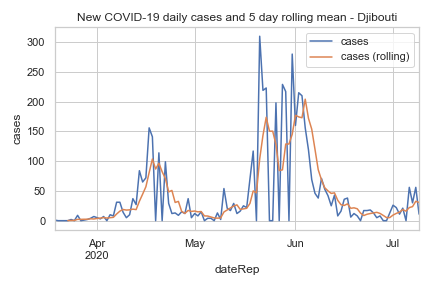 New COVID-19 daily cases and 5 day rolling mean - Djibouti
cases
cases (rolling)
300
250
200
150
100
50
0
cases
Apr
2020
May
Jun
Jul
dateRep